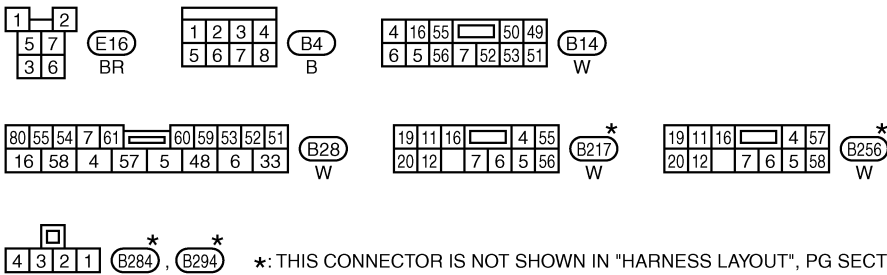 1 2 5 7 3 6 E16 BR
1 2 3 4 5 6 7 8 B4 B
4 16 55 50 49 6 5 56 7 52 53 51 B14 W
80 55 54 7 61 60 59 53 52 51 16 58 4 57 5 48 6 33 B28 W
19 11 16 4 55 20 12 7 6 5 56 B217 * W
19 11 16 4 57 20 12 7 6 5 58 B256 * W
4 3 2 1 B284 * , B294 * *: THIS CONNECTOR IS NOT SHOWN IN "HARNESS LAYOUT", PG SECT